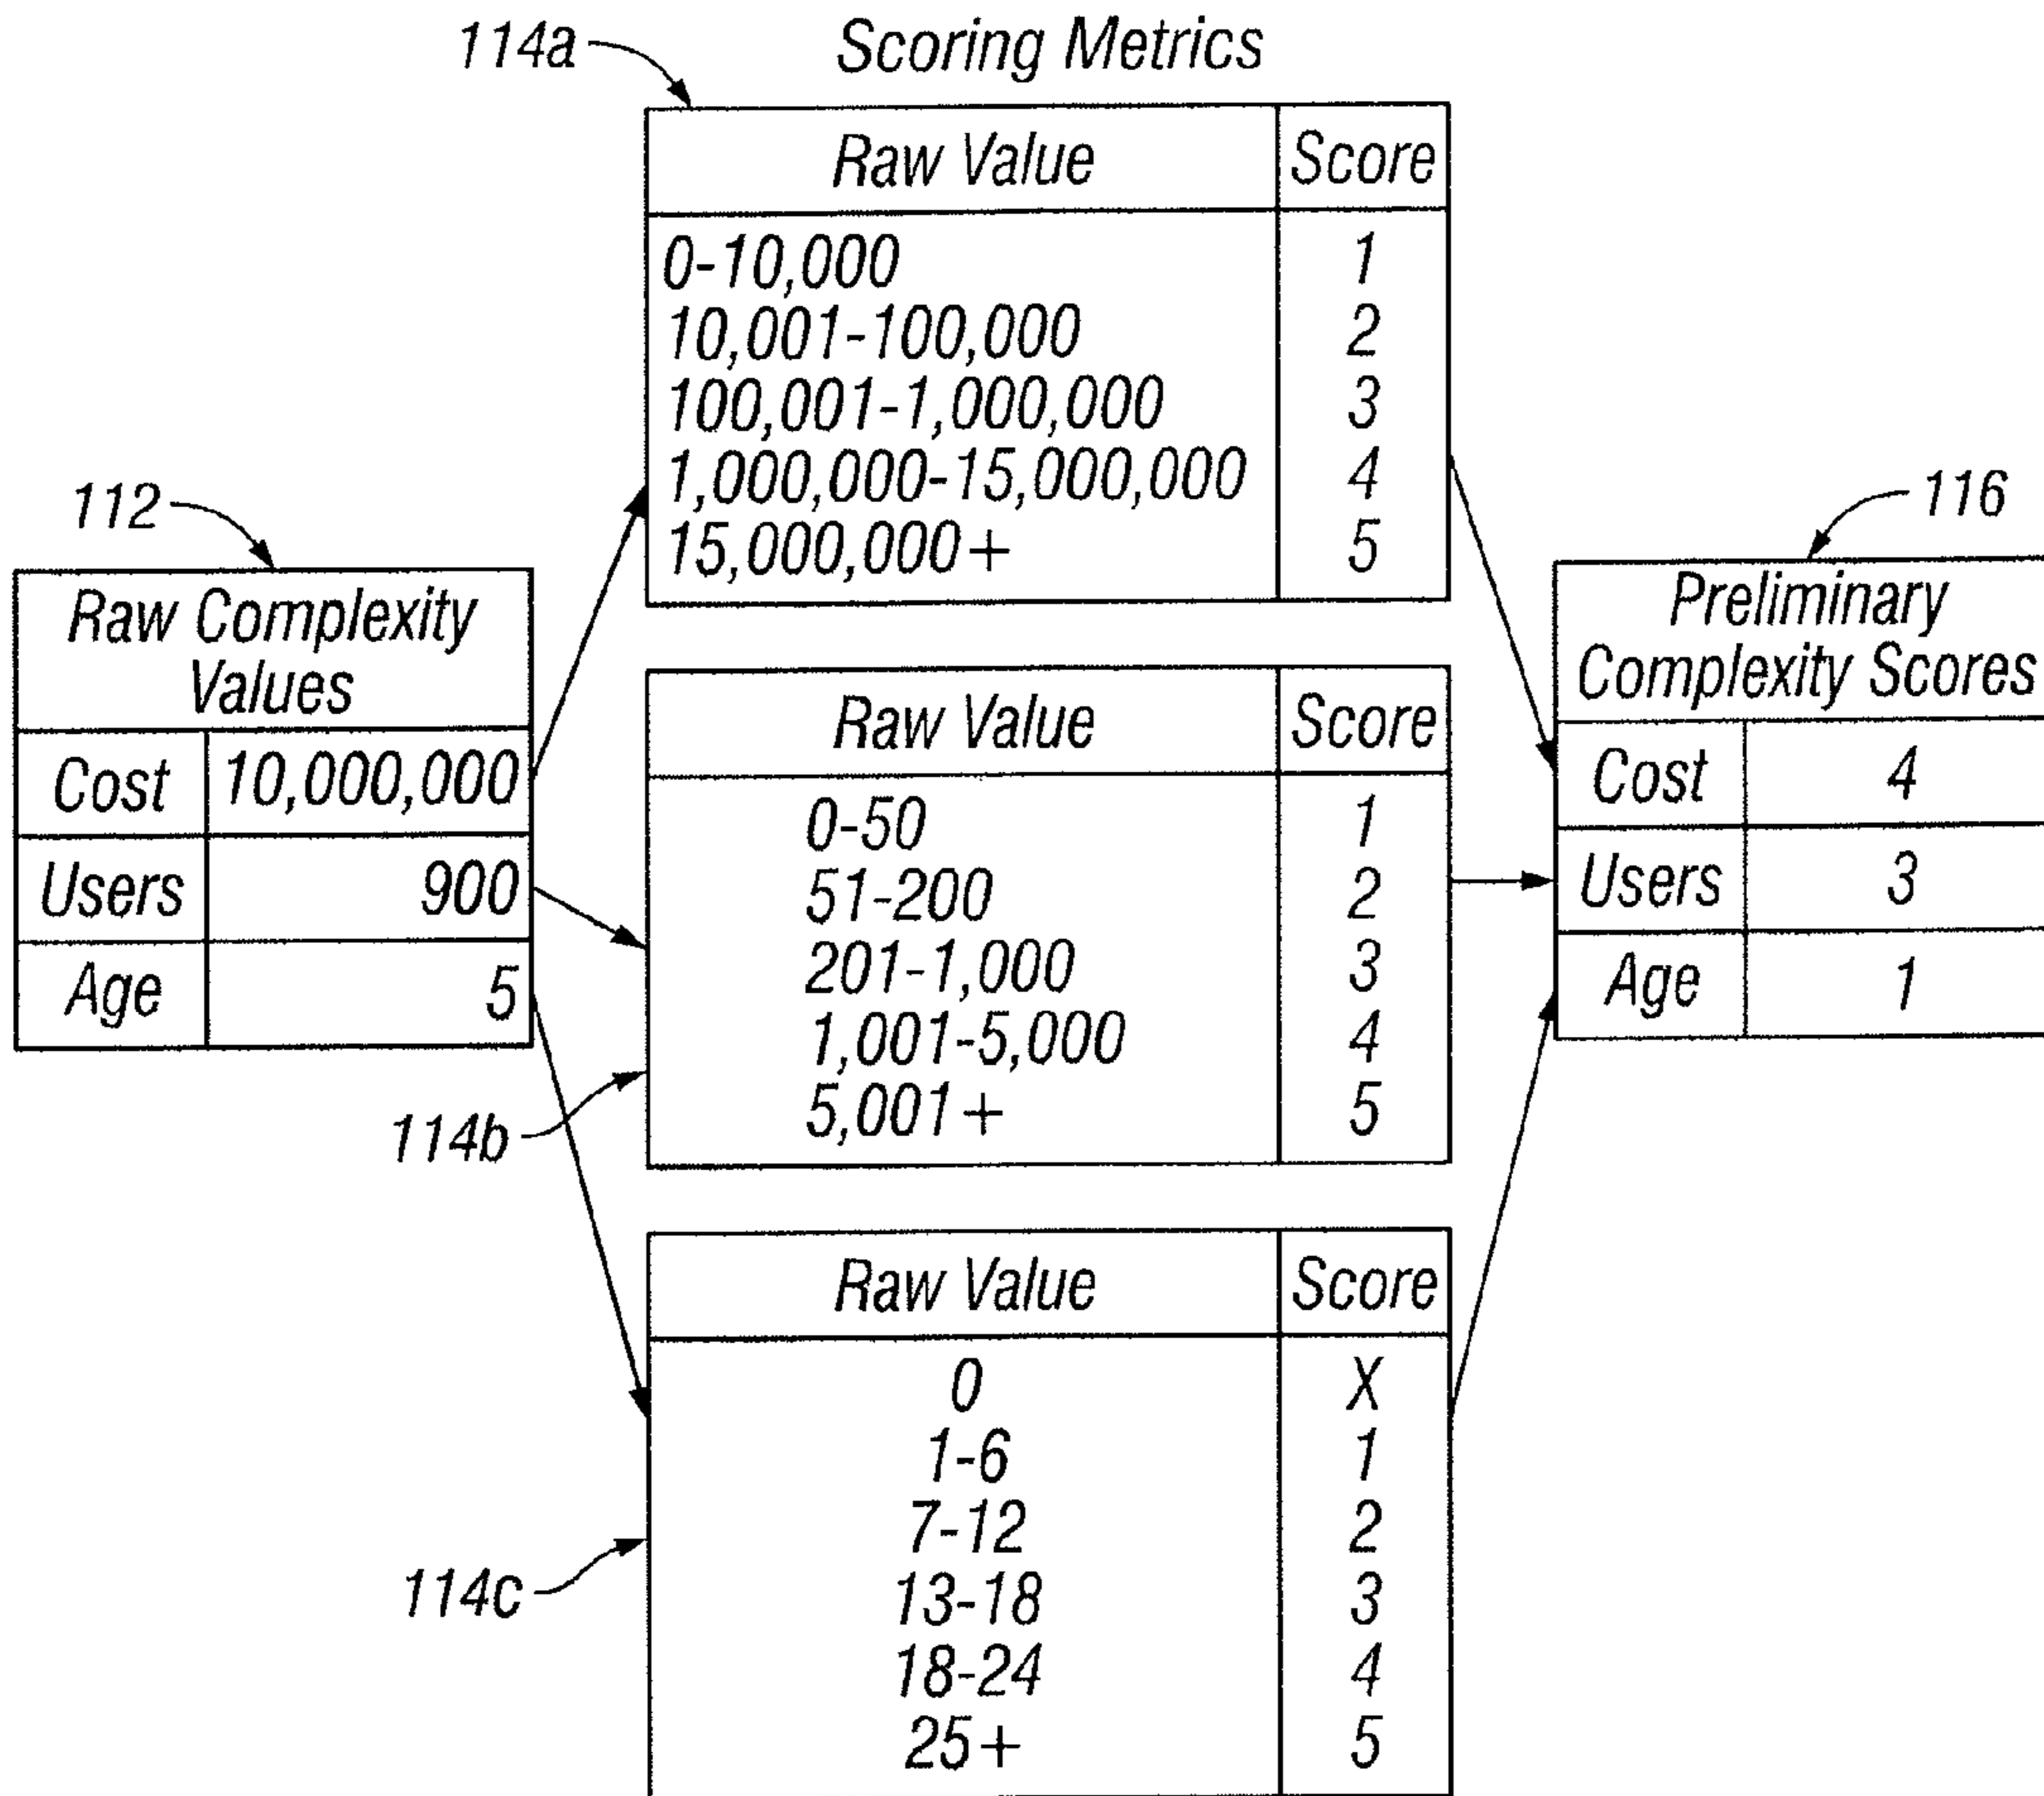 114a
Scoring Metrics
Raw Value Score
0-10,000 1
10,001-100,000 2
100,001-1,000,000 3
1,000,000-15,000,000 4
15,000,000+ 5
112
Raw Complexity
Values
Cost 10,000,000
Users 900
Age 5
Raw Value Score
0-50 1
51-200 2
201-1,000 3
1,001-5,000 4
5,001+ 5
114b
Raw Value Score
0 X
1-6 1
7-12 2
13-18 3
18-24 4
25+ 5
114c
116
Preliminary
Complexity Scores
Cost 4
Users 3
Age 1